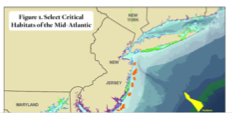 Figure 1. Select Critical
Habitats of the Mid-Atlantic
NEW
YORK
NEW
JERSEY
MARYLAND